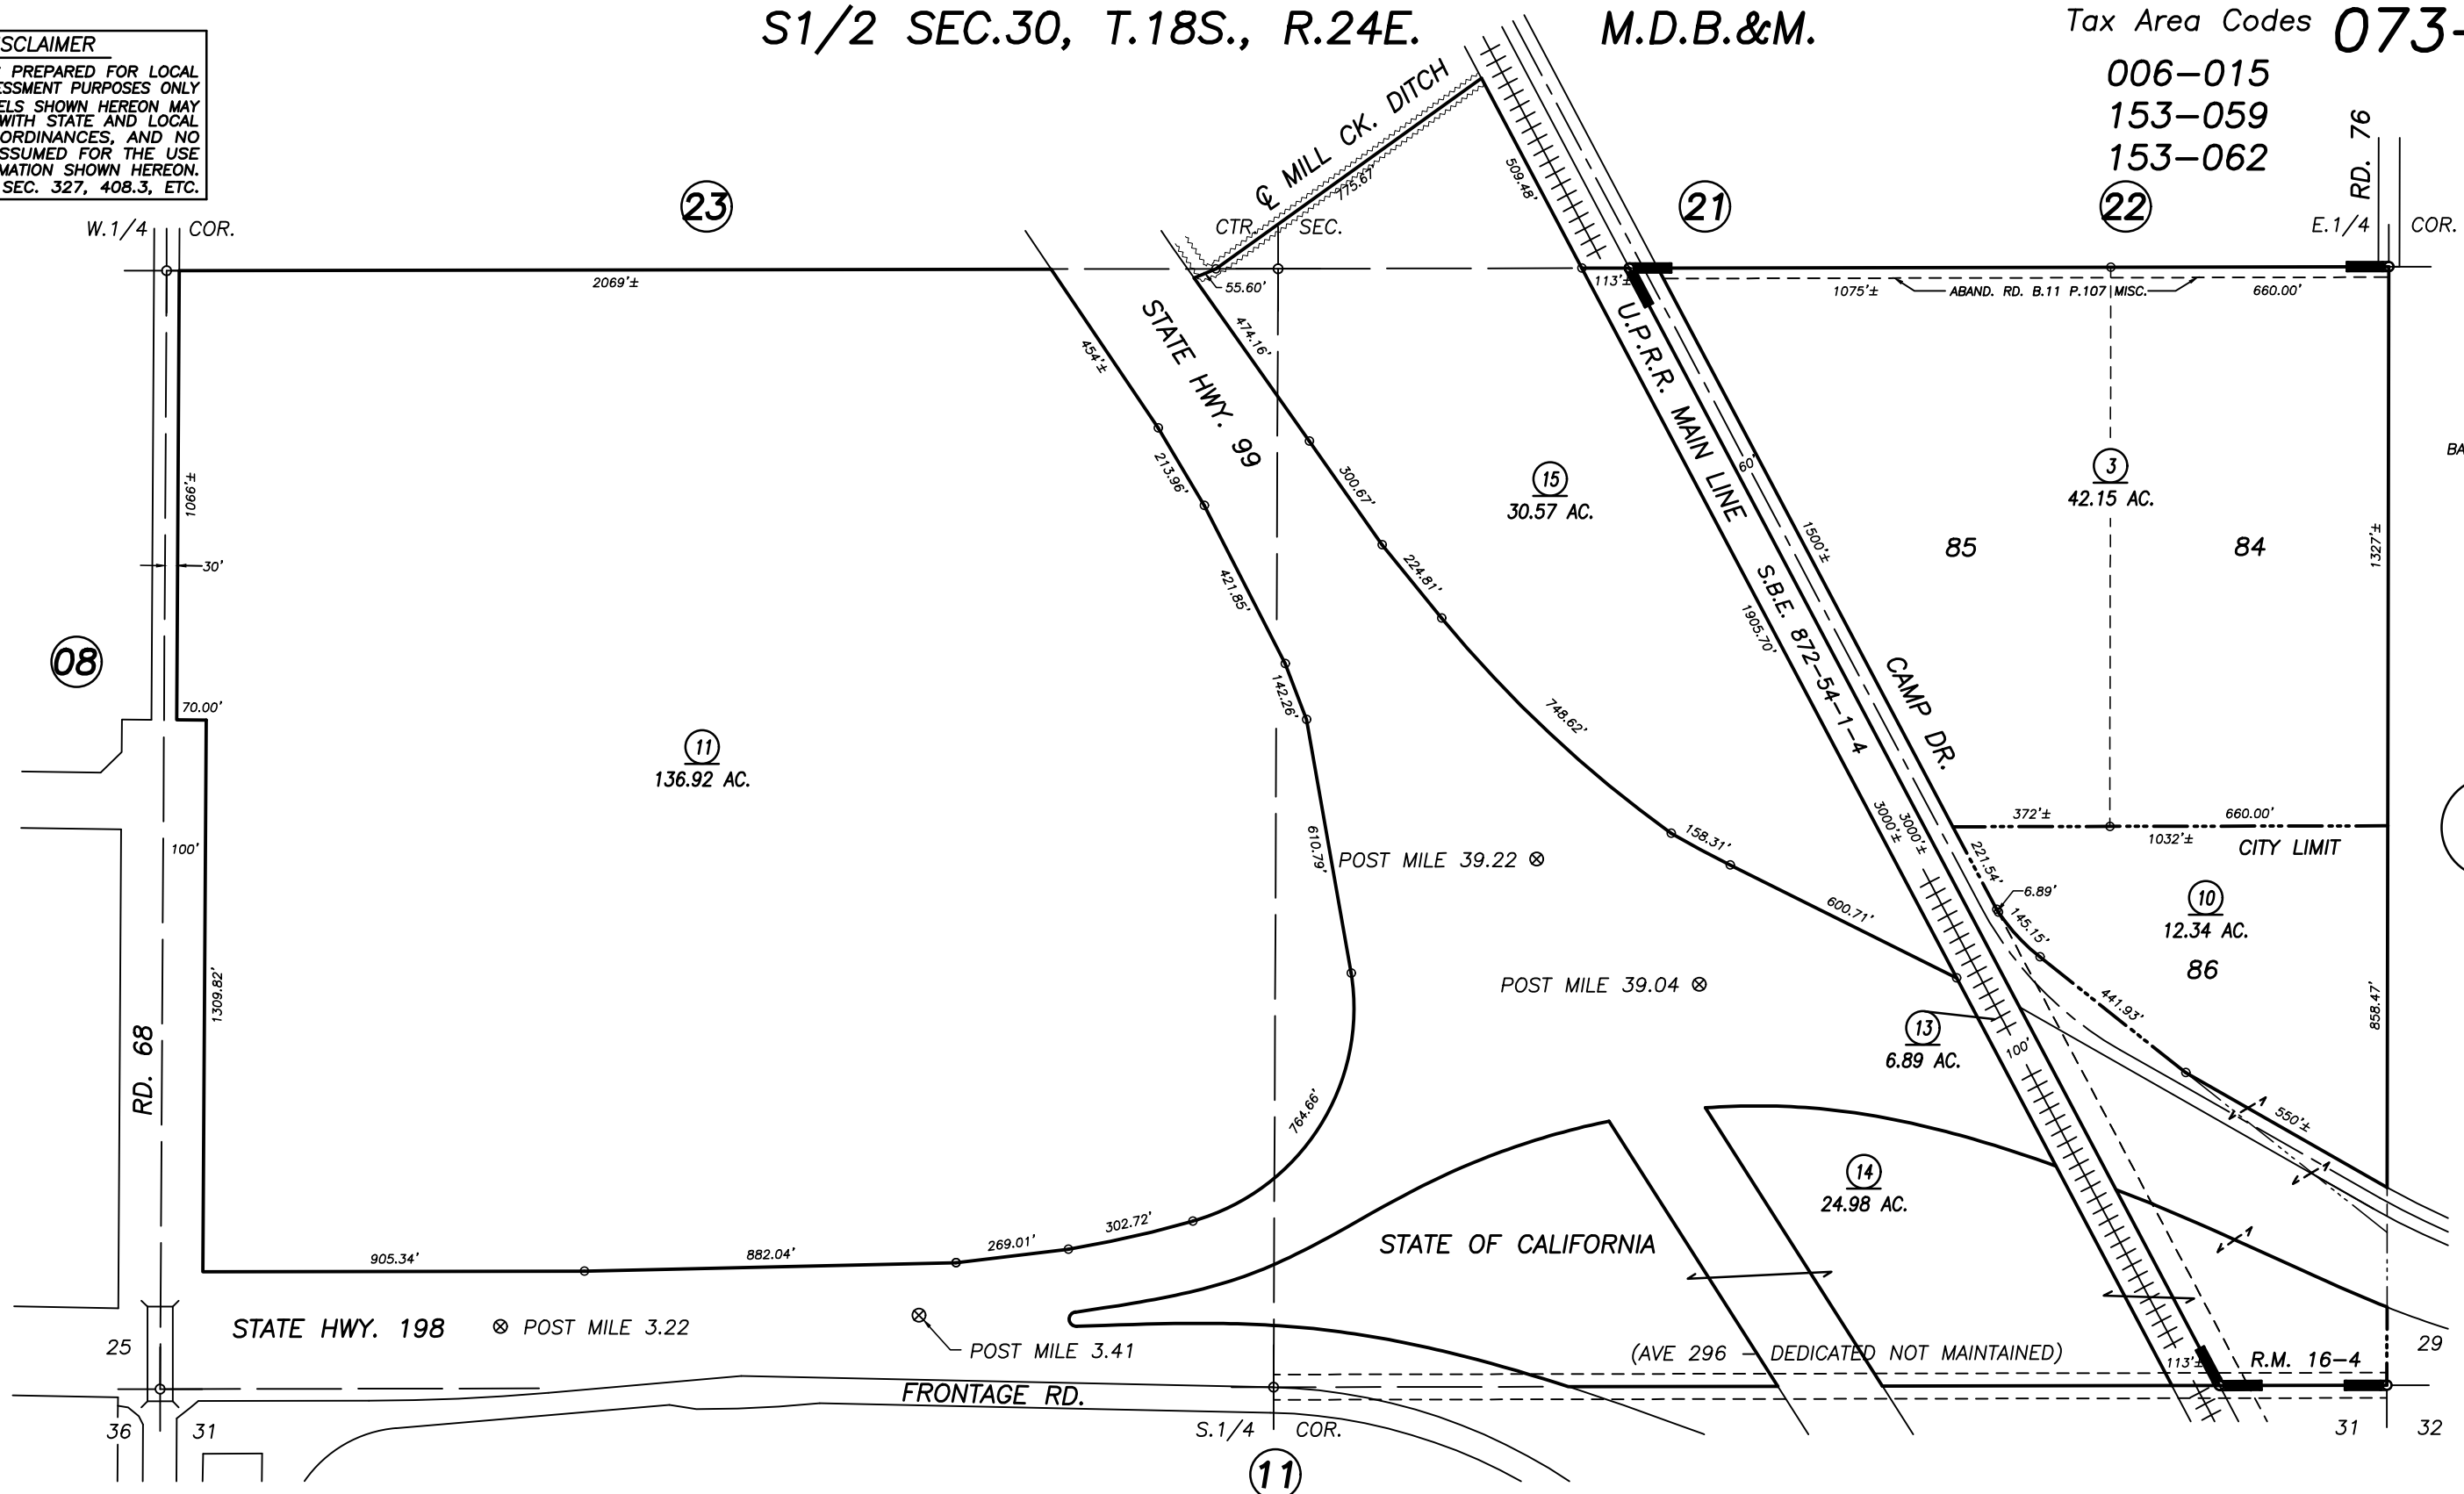 S1/2 SEC.30, T.18S., R.24E. M.D.B.&M.
Tax Area Codes 073-
006-015
153-059
153-062
SCLAIMER
PREPARED FOR LOCAL
SSMENT PURPOSES ONLY
ELS SHOWN HEREON MAY
WITH STATE AND LOCAL
ORDINANCES, AND NO
SSUMED FOR THE USE
MATION SHOWN HEREON.
SEC. 327, 408.3, ETC.
W.1/4 COR.
23
℄ MILL CK. DITCH
775.67'
CTR. SEC.
509.48'
21
22
RD. 76
E.1/4 COR.
2069'±
55.60'
113'±
1075'±
ABAND. RD. B.11 P.107 MISC.
660.00'
454'±
STATE HWY. 99
474.16'
U.P.R.R. MAIN LINE
S.B.E. 872-54-1-4
BA
1066'±
213.96'
300.67'
60'
15
30.57 AC.
3
42.15 AC.
30'
421.85'
224.81'
1500'±
85
84
1327'±
08
70.00'
142.26'
748.62'
1905.70'
CAMP DR.
11
136.92 AC.
100'
610.79'
POST MILE 39.22
158.31'
3000'±
3000'±
372'±
660.00'
1032'±
CITY LIMIT
221.54'
6.89'
145.15'
10
12.34 AC.
86
600.71'
1309.82'
POST MILE 39.04
441.93'
858.47'
RD. 68
13
6.89 AC.
100'
764.66'
550'±
14
24.98 AC.
905.34'
882.04'
269.01'
302.72'
STATE OF CALIFORNIA
STATE HWY. 198
POST MILE 3.22
POST MILE 3.41
(AVE 296 - DEDICATED NOT MAINTAINED)
113'±
R.M. 16-4
25
29
FRONTAGE RD.
36
31
S.1/4 COR.
31
32
11